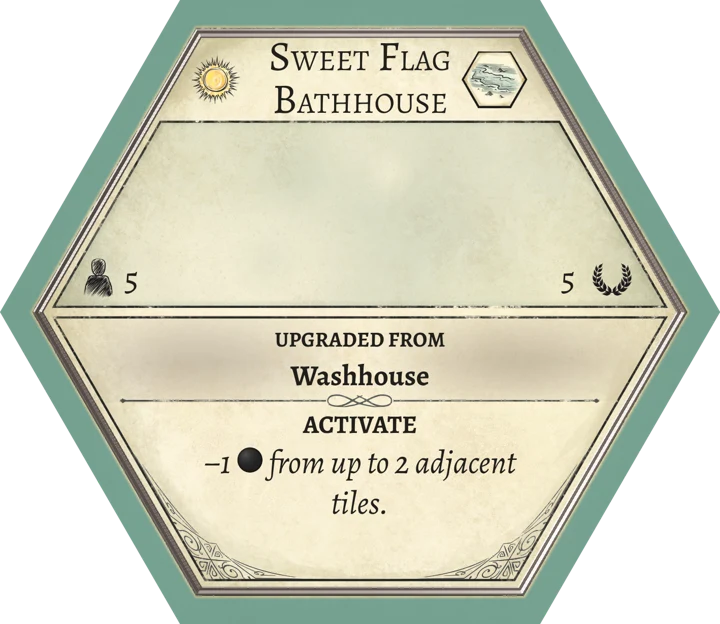 Sweet Flag
Bathhouse
5
5
UPGRADED FROM
Washhouse
ACTIVATE
–1 from up to 2 adjacent
tiles.